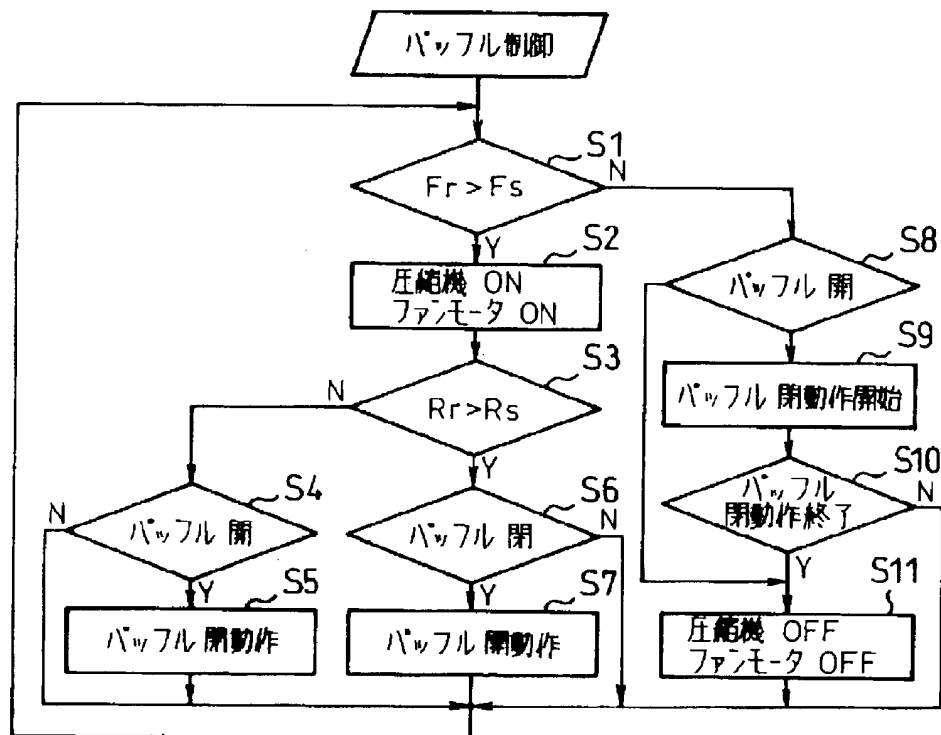 バッフル制御
S1
Fr>Fs
N
Y
S2
圧縮機 ON
ファンモータ ON
S8
バッフル 開
S9
バッフル 閉動作開始
S3
Rr>Rs
N
Y
S10
バッフル
閉動作終了
N
Y
S4
バッフル 開
N
Y
S6
バッフル 閉
N
Y
S5
バッフル 閉動作
S7
バッフル 開動作
S11
圧縮機 OFF
ファンモータ OFF